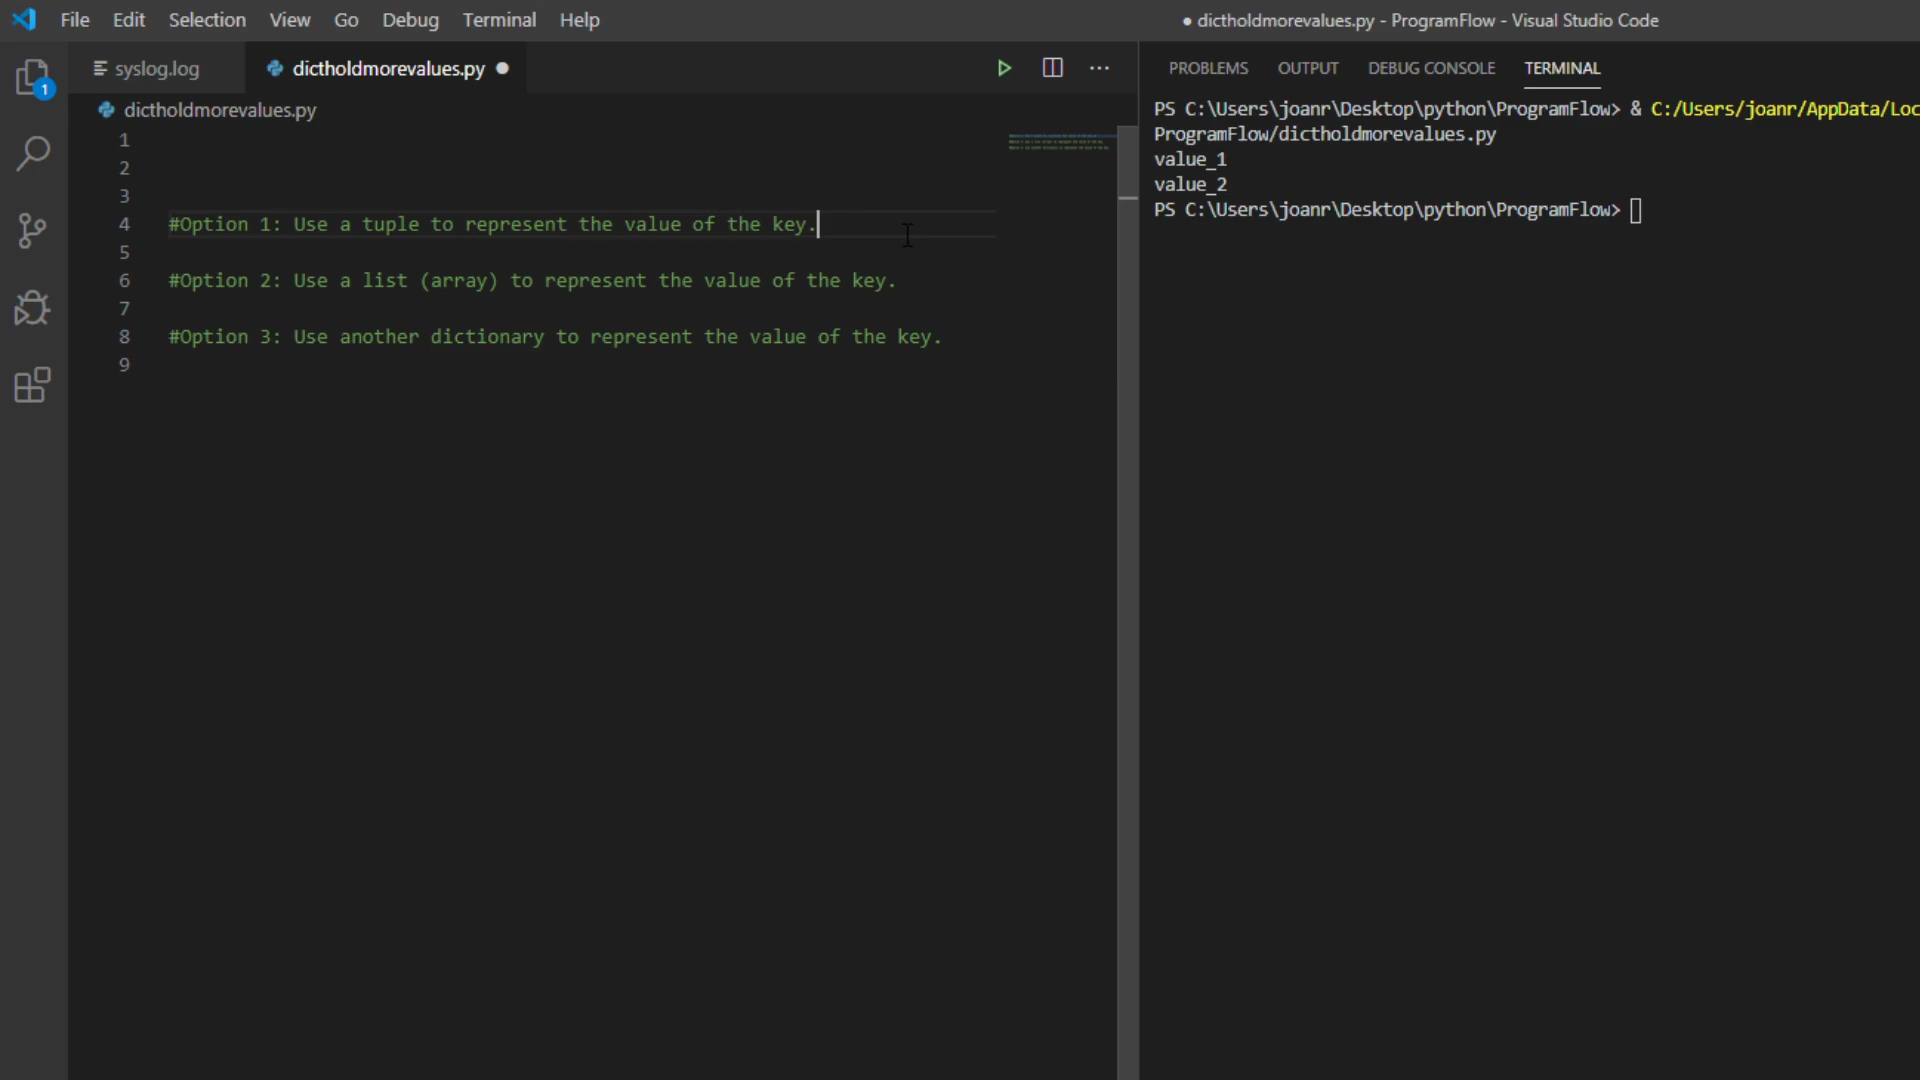 File Edit Selection View Go Debug Terminal Help
● dictholdmorevalues.py - ProgramFlow - Visual Studio Code
syslog.log
dictholdmorevalues.py
dictholdmorevalues.py
1
2
3
4 #Option 1: Use a tuple to represent the value of the key.
5
6 #Option 2: Use a list (array) to represent the value of the key.
7
8 #Option 3: Use another dictionary to represent the value of the key.
9
1
PROBLEMS OUTPUT DEBUG CONSOLE TERMINAL
PS C:\Users\joanr\Desktop\python\ProgramFlow> & C:/Users/joanr/AppData/Loc
ProgramFlow/dictholdmorevalues.py
value_1
value_2
PS C:\Users\joanr\Desktop\python\ProgramFlow>